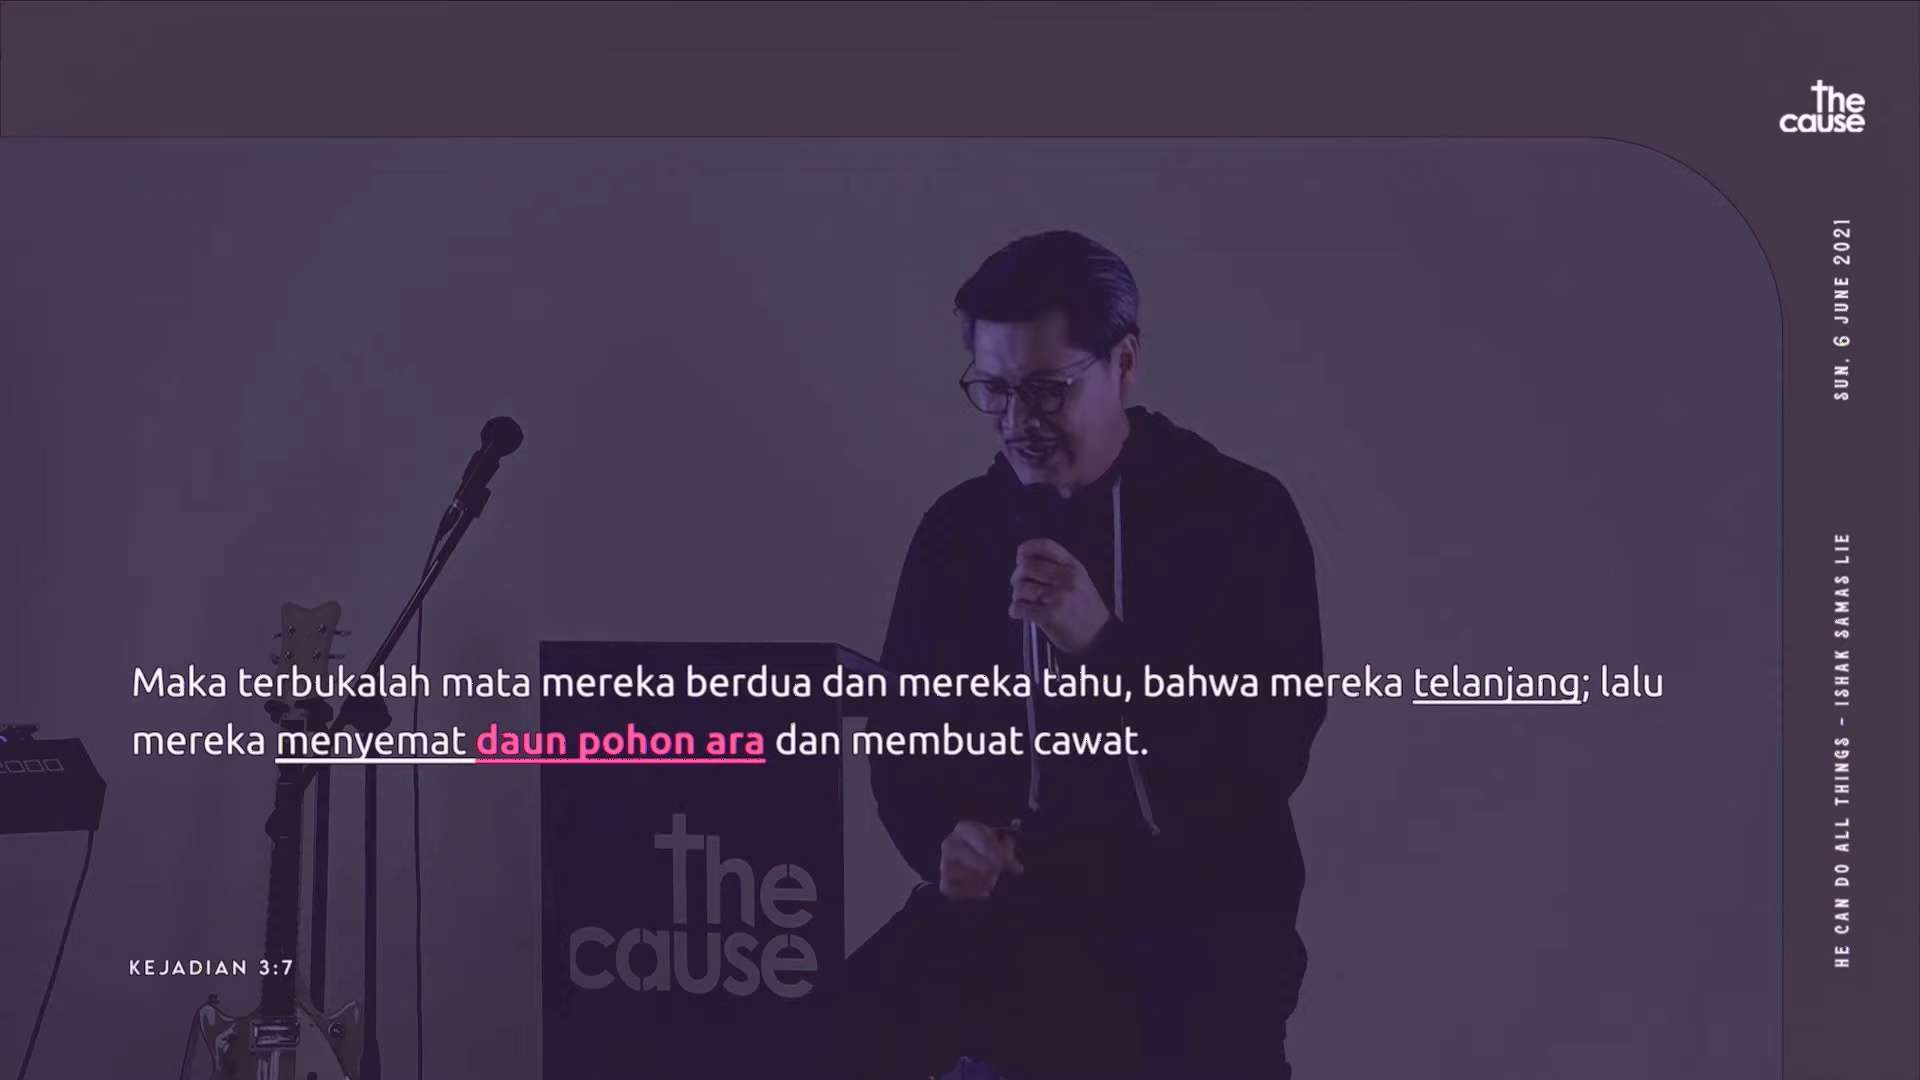 the
cause
SUN, 6 JUNE 2021
HE CAN DO ALL THINGS - ISHAK SAMAS LIE
Maka terbukalah mata mereka berdua dan mereka tahu, bahwa mereka telanjang; lalu
mereka menyemat daun pohon ara dan membuat cawat.
the
cause
KEJADIAN 3:7